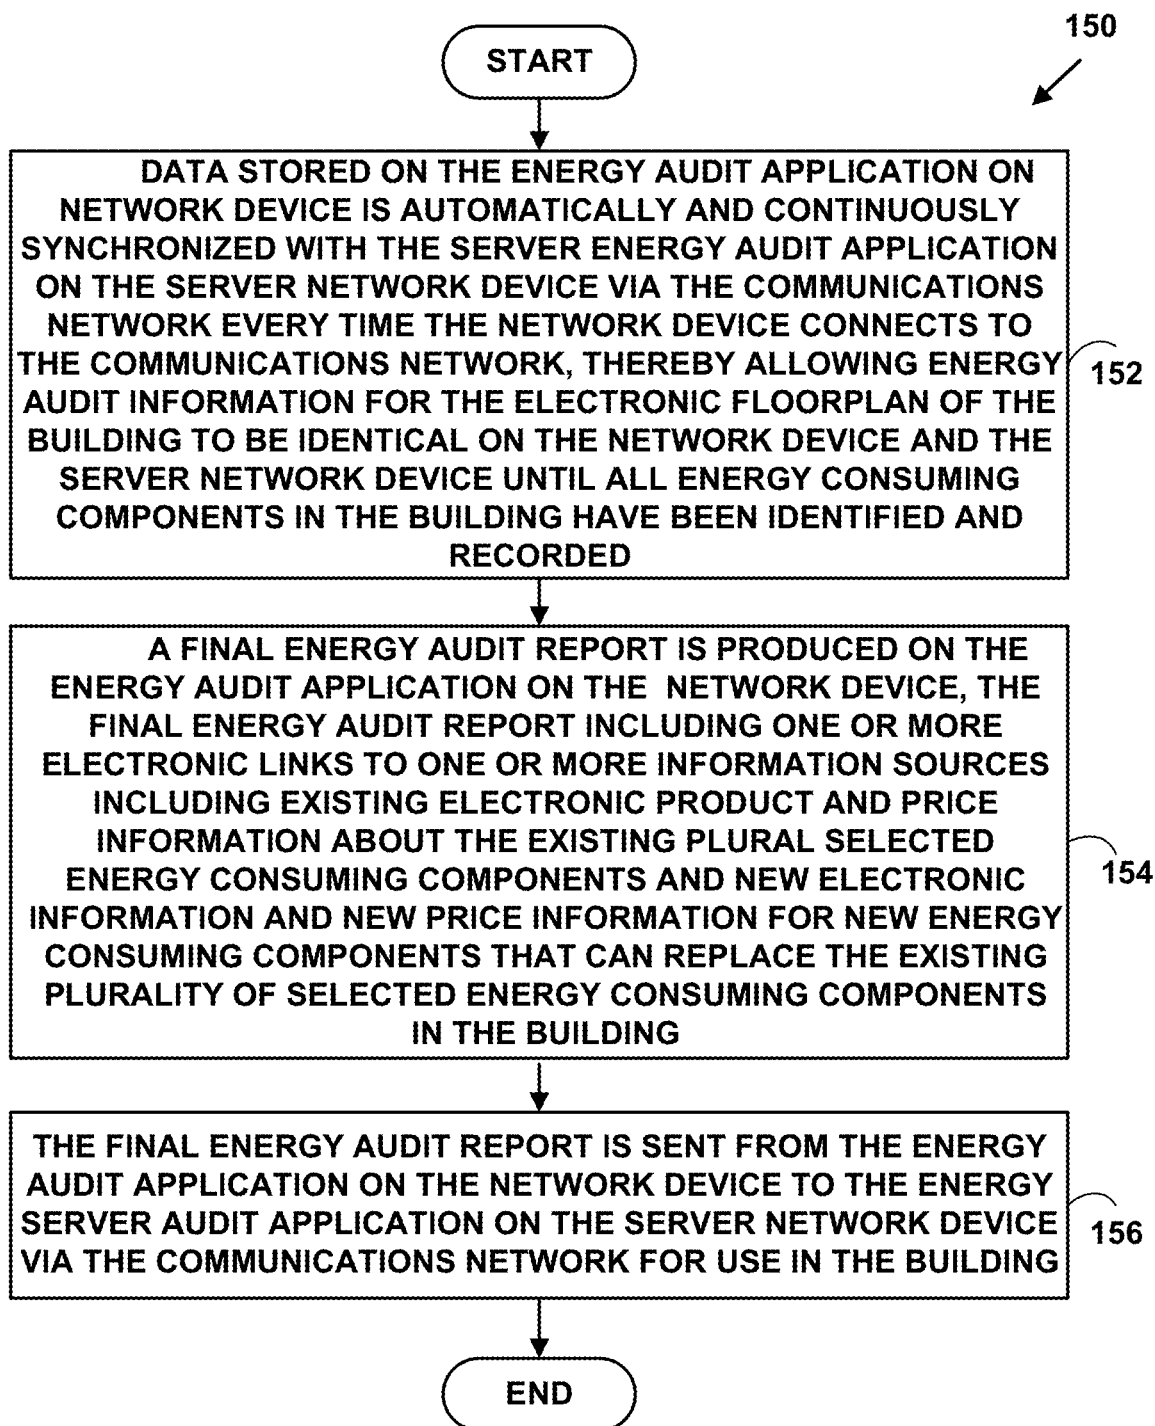 150
START
DATA STORED ON THE ENERGY AUDIT APPLICATION ON
NETWORK DEVICE IS AUTOMATICALLY AND CONTINUOUSLY
SYNCHRONIZED WITH THE SERVER ENERGY AUDIT APPLICATION
ON THE SERVER NETWORK DEVICE VIA THE COMMUNICATIONS
NETWORK EVERY TIME THE NETWORK DEVICE CONNECTS TO
THE COMMUNICATIONS NETWORK, THEREBY ALLOWING ENERGY
AUDIT INFORMATION FOR THE ELECTRONIC FLOORPLAN OF THE
BUILDING TO BE IDENTICAL ON THE NETWORK DEVICE AND THE
SERVER NETWORK DEVICE UNTIL ALL ENERGY CONSUMING
COMPONENTS IN THE BUILDING HAVE BEEN IDENTIFIED AND
RECORDED
152
A FINAL ENERGY AUDIT REPORT IS PRODUCED ON THE
ENERGY AUDIT APPLICATION ON THE NETWORK DEVICE, THE
FINAL ENERGY AUDIT REPORT INCLUDING ONE OR MORE
ELECTRONIC LINKS TO ONE OR MORE INFORMATION SOURCES
INCLUDING EXISTING ELECTRONIC PRODUCT AND PRICE
INFORMATION ABOUT THE EXISTING PLURAL SELECTED
ENERGY CONSUMING COMPONENTS AND NEW ELECTRONIC
INFORMATION AND NEW PRICE INFORMATION FOR NEW ENERGY
CONSUMING COMPONENTS THAT CAN REPLACE THE EXISTING
PLURALITY OF SELECTED ENERGY CONSUMING COMPONENTS
IN THE BUILDING
154
THE FINAL ENERGY AUDIT REPORT IS SENT FROM THE ENERGY
AUDIT APPLICATION ON THE NETWORK DEVICE TO THE ENERGY
SERVER AUDIT APPLICATION ON THE SERVER NETWORK DEVICE
VIA THE COMMUNICATIONS NETWORK FOR USE IN THE BUILDING
156
END